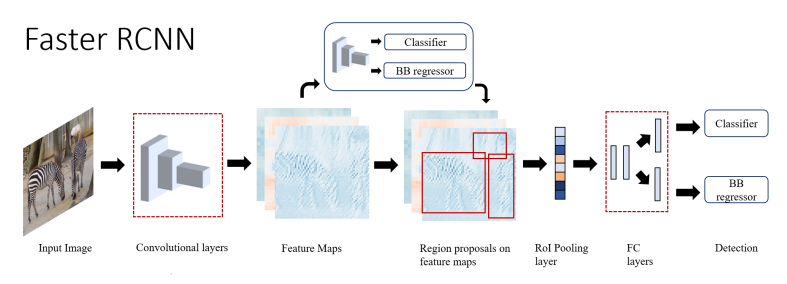 Faster RCNN
Classifier
BB regressor
Classifier
BB
regressor
Input Image
Convolutional layers
Feature Maps
Region proposals on
feature maps
RoI Pooling
layer
FC
layers
Detection